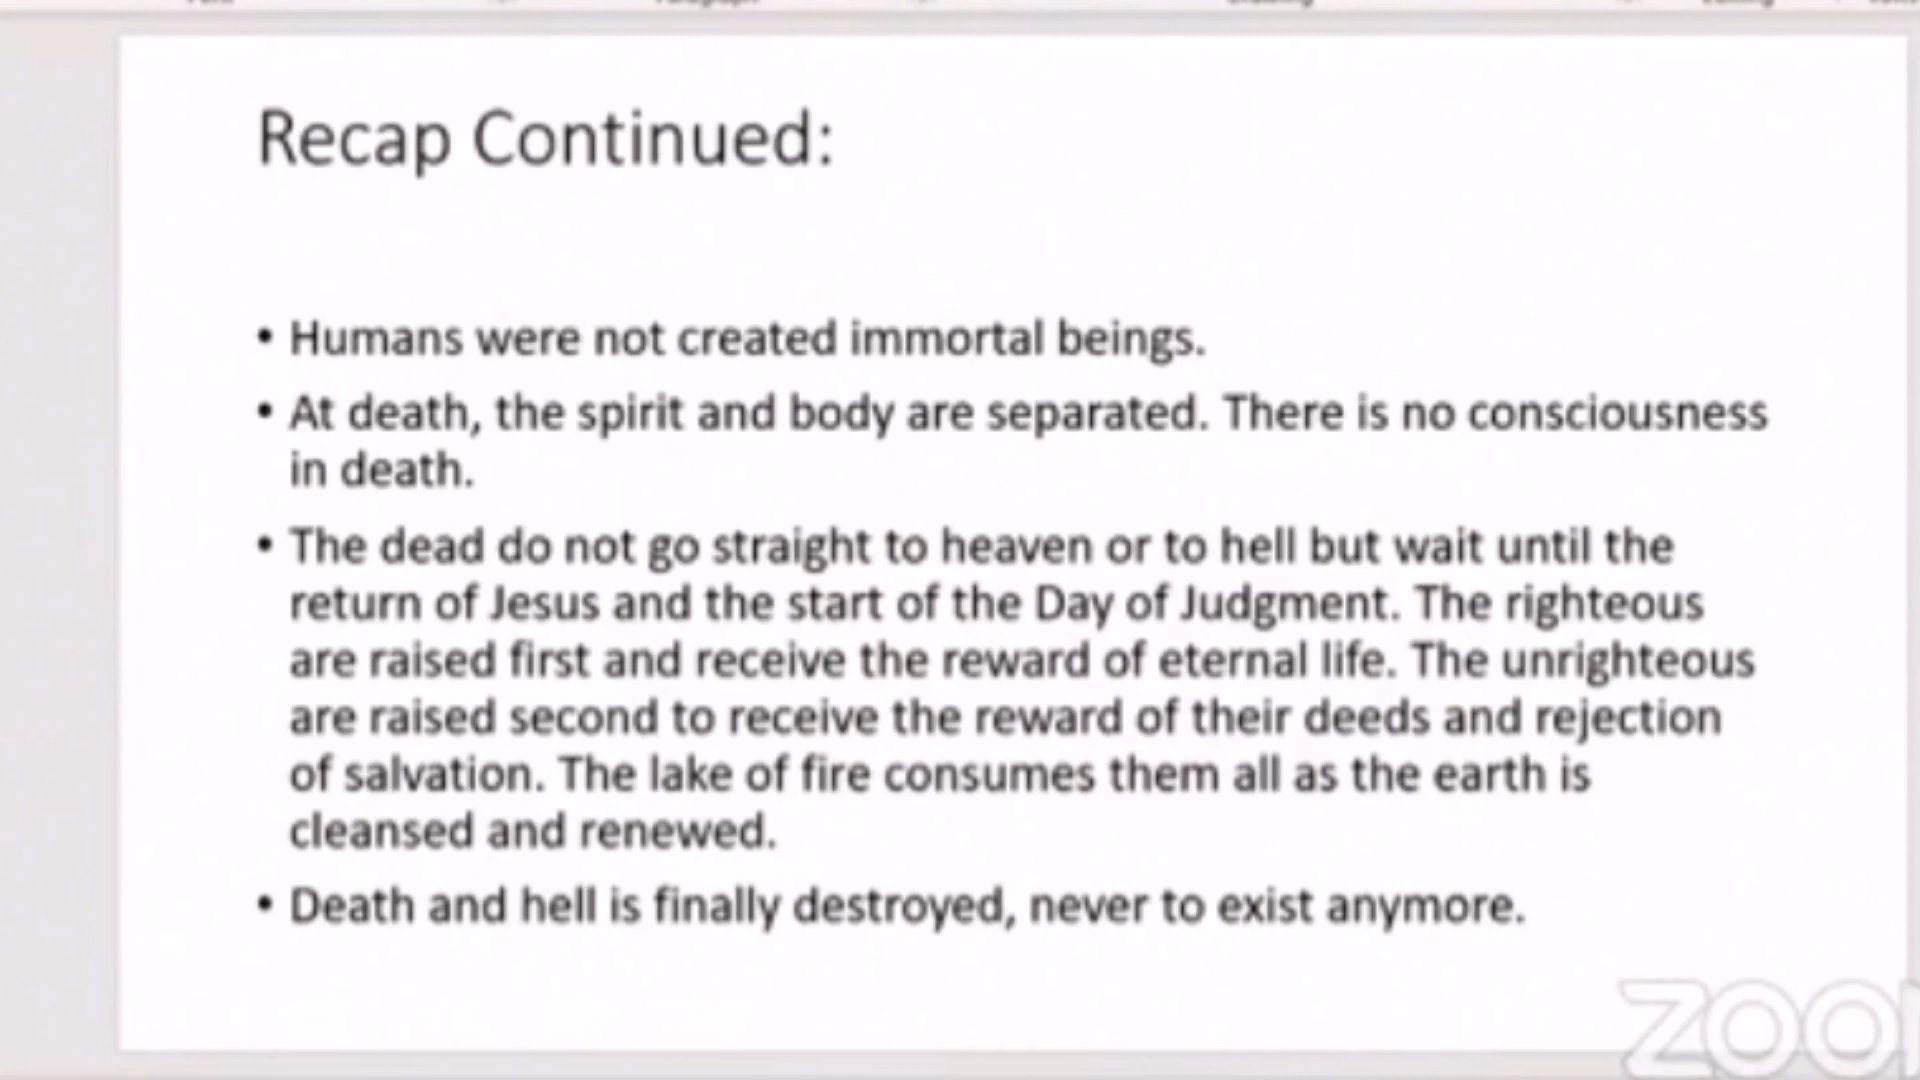 Recap Continued:
• Humans were not created immortal beings.
• At death, the spirit and body are separated. There is no consciousness
in death.
• The dead do not go straight to heaven or to hell but wait until the
return of Jesus and the start of the Day of Judgment. The righteous
are raised first and receive the reward of eternal life. The unrighteous
are raised second to receive the reward of their deeds and rejection
of salvation. The lake of fire consumes them all as the earth is
cleansed and renewed.
• Death and hell is finally destroyed, never to exist anymore.